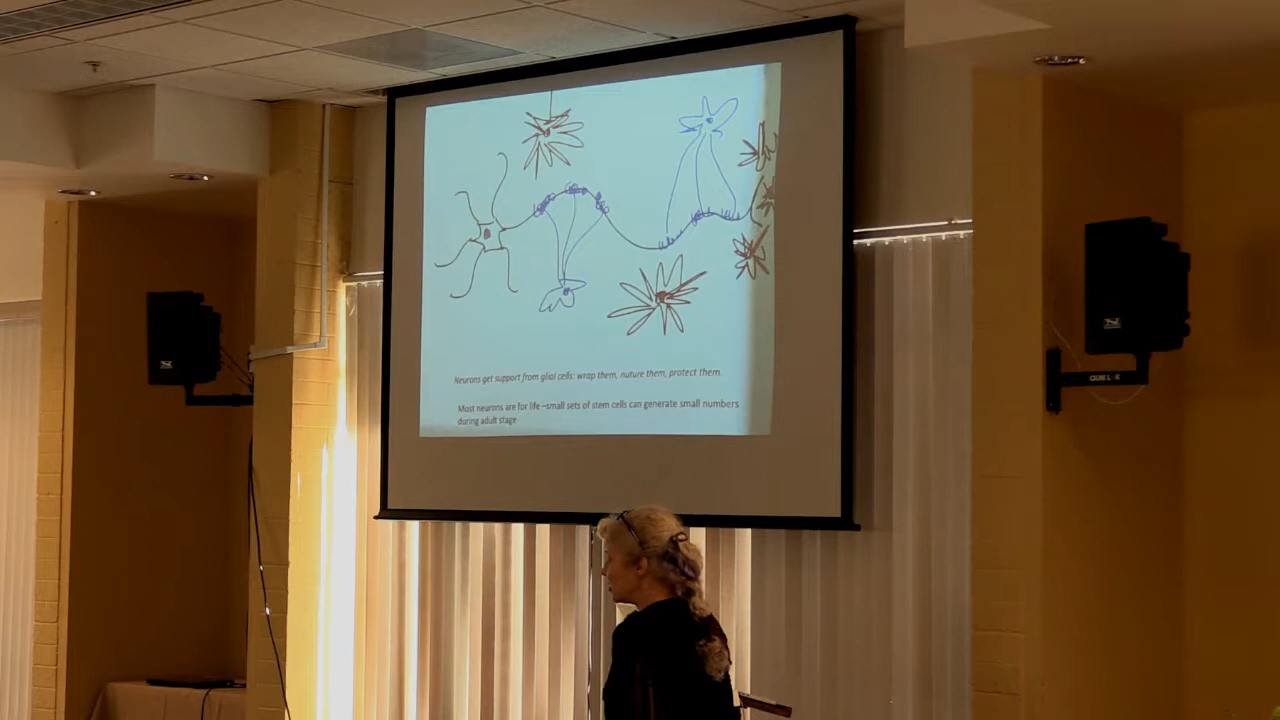 Neurons get support from glial cells: wrap them, nuture them, protect them.
Most neurons are for life –small sets of stem cells can generate small numbers
during adult stage